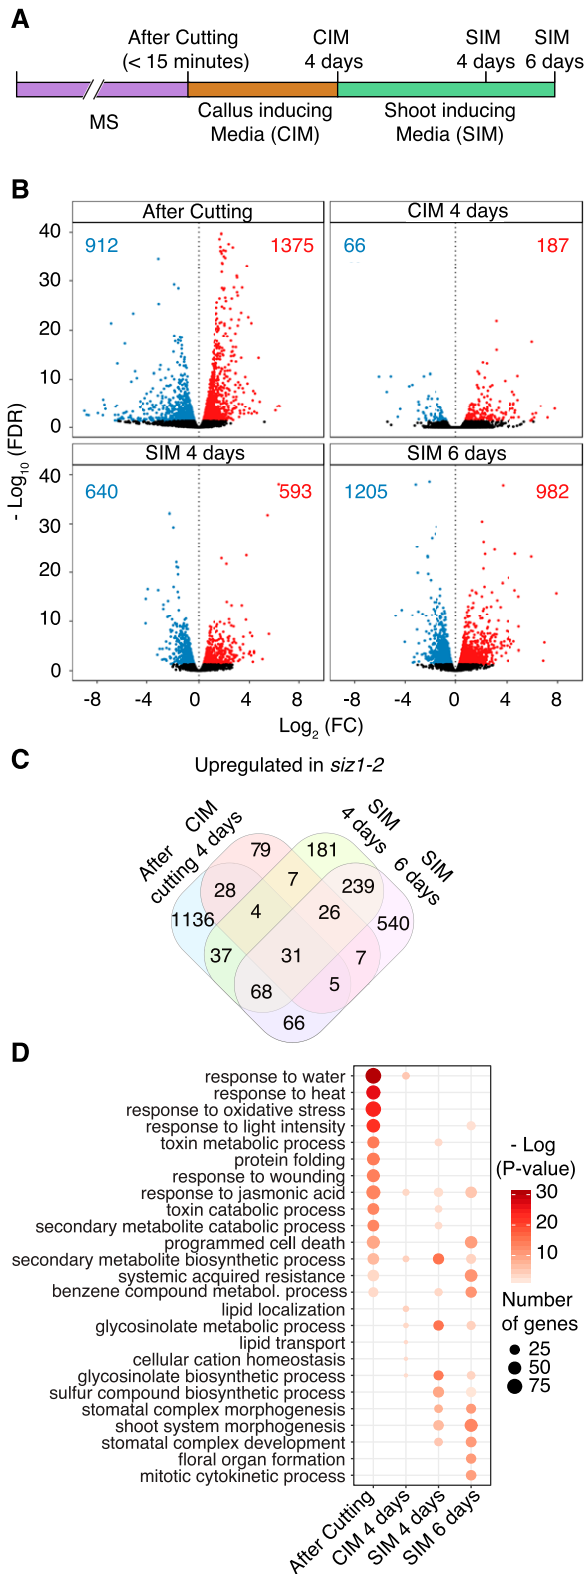 A
After Cutting
(< 15 minutes)
CIM
4 days
SIM
4 days
SIM
6 days
MS
Callus inducing
Media (CIM)
Shoot inducing
Media (SIM)
B
After Cutting
CIM 4 days
912
1375
66
187
40
30
20
10
0
SIM 4 days
SIM 6 days
640
593
1205
982
40
30
20
10
0
- Log10 (FDR)
-8 -4 0 4 8
-8 -4 0 4 8
Log2 (FC)
C
Upregulated in siz1-2
After
cutting
CIM
4 days
SIM
4 days
SIM
6 days
79
181
28
7
239
1136
4
26
540
37
31
7
68
5
66
D
response to water
response to heat
response to oxidative stress
response to light intensity
toxin metabolic process
protein folding
response to wounding
response to jasmonic acid
toxin catabolic process
secondary metabolite catabolic process
programmed cell death
secondary metabolite biosynthetic process
systemic acquired resistance
benzene compound metabol. process
lipid localization
glycosinolate metabolic process
lipid transport
cellular cation homeostasis
glycosinolate biosynthetic process
sulfur compound biosynthetic process
stomatal complex morphogenesis
shoot system morphogenesis
stomatal complex development
floral organ formation
mitotic cytokinetic process
After Cutting
CIM 4 days
SIM 4 days
SIM 6 days
- Log
(P-value)
30
20
10
Number
of genes
25
50
75